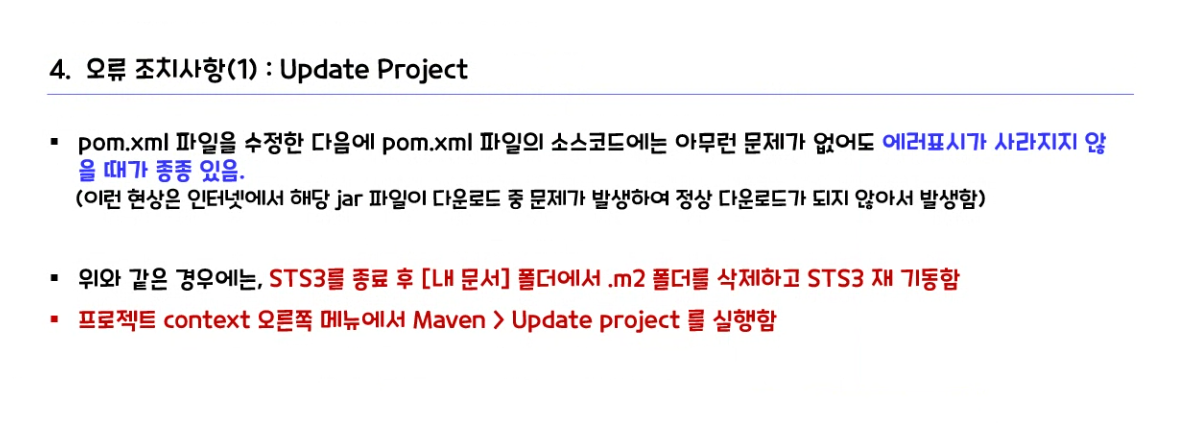 4. 오류 조치사항(1) : Update Project
▪ pom.xml 파일을 수정한 다음에 pom.xml 파일의 소스코드에는 아무런 문제가 없어도 에러표시가 사라지지 않
을 때가 종종 있음.
(이런 현상은 인터넷에서 해당 jar 파일이 다운로드 중 문제가 발생하여 정상 다운로드가 되지 않아서 발생함)
▪ 위와 같은 경우에는, STS3를 종료 후 [내 문서] 폴더에서 .m2 폴더를 삭제하고 STS3 재 기동함
▪ 프로젝트 context 오른쪽 메뉴에서 Maven > Update project 를 실행함